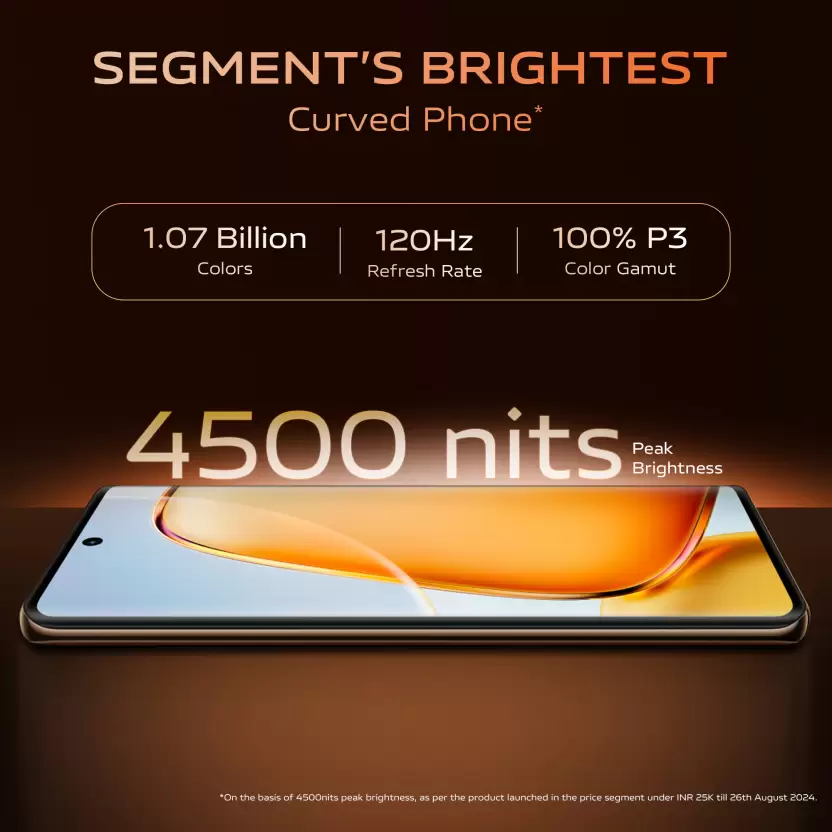 SEGMENT'S BRIGHTEST
Curved Phone*
1.07 Billion
Colors
120Hz
Refresh Rate
100% P3
Color Gamut
4500 nits
Peak
Brightness
*On the basis of 4500nits peak brightness, as per the product launched in the price segment under INR 25K till 26th August 2024.